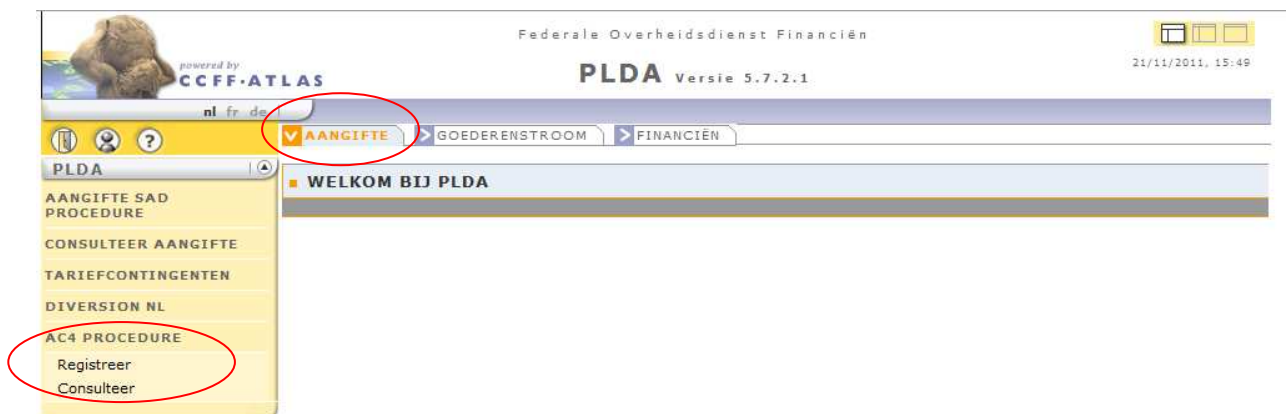 Federale Overheidsdienst Financiën
powered by
CCFF-ATLAS
PLDA Versie 5.7.2.1
21/11/2011, 15:49
nl fr de
?
AANGIFTE GOEDERENSTROOM FINANCIËN
PLDA
WELKOM BIJ PLDA
AANGIFTE SAD
PROCEDURE
CONSULTEER AANGIFTE
TARIEFCONTINGENTEN
DIVERSION NL
AC4 PROCEDURE
Registreer
Consulteer